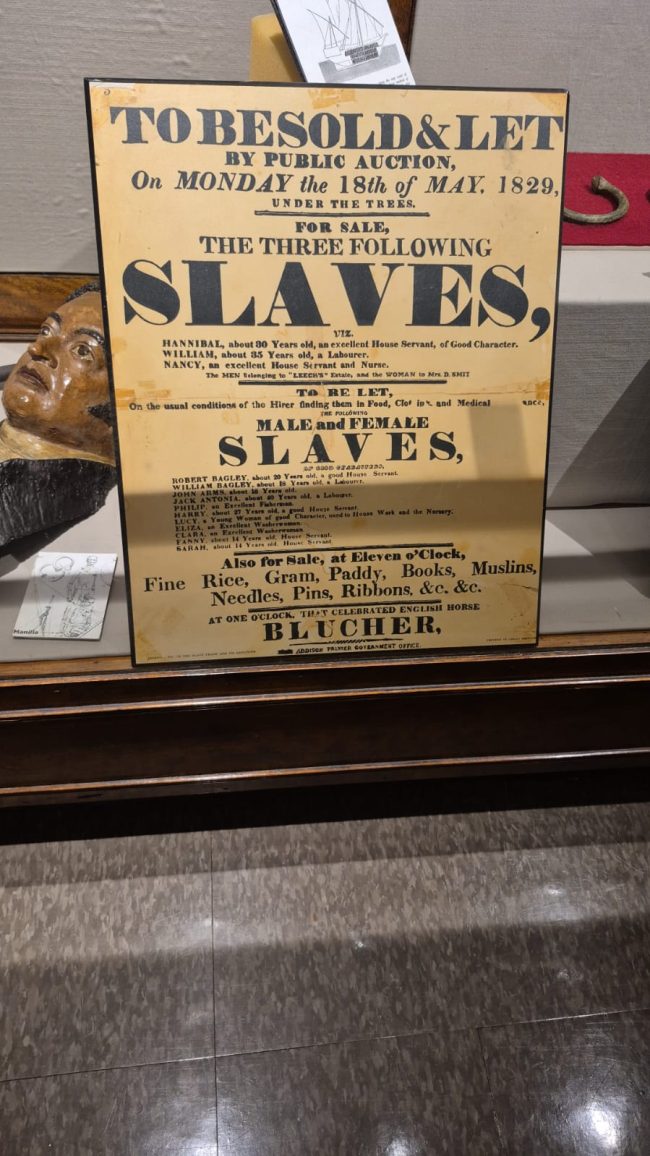 TO BE SOLD & LET
BY PUBLIC AUCTION,
On MONDAY the 18th of MAY, 1829,
UNDER THE TREES.
FOR SALE,
THE THREE FOLLOWING
SLAVES,
VIZ.
HANNIBAL, about 30 Years old, an excellent House Servant, of Good Character.
WILLIAM, about 35 Years old, a Labourer.
NANCY, an excellent House Servant and Nurse.
The MEN Belonging to "LEECH'S" Estate, and the WOMAN to Mrs. D. SMIT
TO BE LET,
On the usual conditions of the Hirer finding them in Food, and Medical
THE FOLLOWING
MALE and FEMALE
SLAVES,
OF GOOD CHARACTERS,
ROBERT BAGLEY, about 20 Years old, a good House Servant.
WILLIAM BAGLEY, about 18 Years old, a Labourer.
JOHN ARMS, about 18 Years old.
JACK ANTONIA, about 40 Years old, a Labourer.
PHILIP, an Excellent Fisherman.
HARRY, about 27 Years old, a good House Servant.
LUCY, a Young Woman of good Character, used to House Work and the Nursery.
ELIZA, an Excellent Washerwoman.
CLARA, an Excellent Washerwoman.
FANNY, about 14 Years old, House Servant.
SARAH, about 14 Years old, House Servant.
Also for Sale, at Eleven o'Clock,
Fine Rice, Gram, Paddy, Books, Muslins,
Needles, Pins, Ribbons, &c. &c.
AT ONE O'CLOCK, THAT CELEBRATED ENGLISH HORSE
BLUCHER,
ADDISON PRINTER GOVERNMENT OFFICE.
Manilla